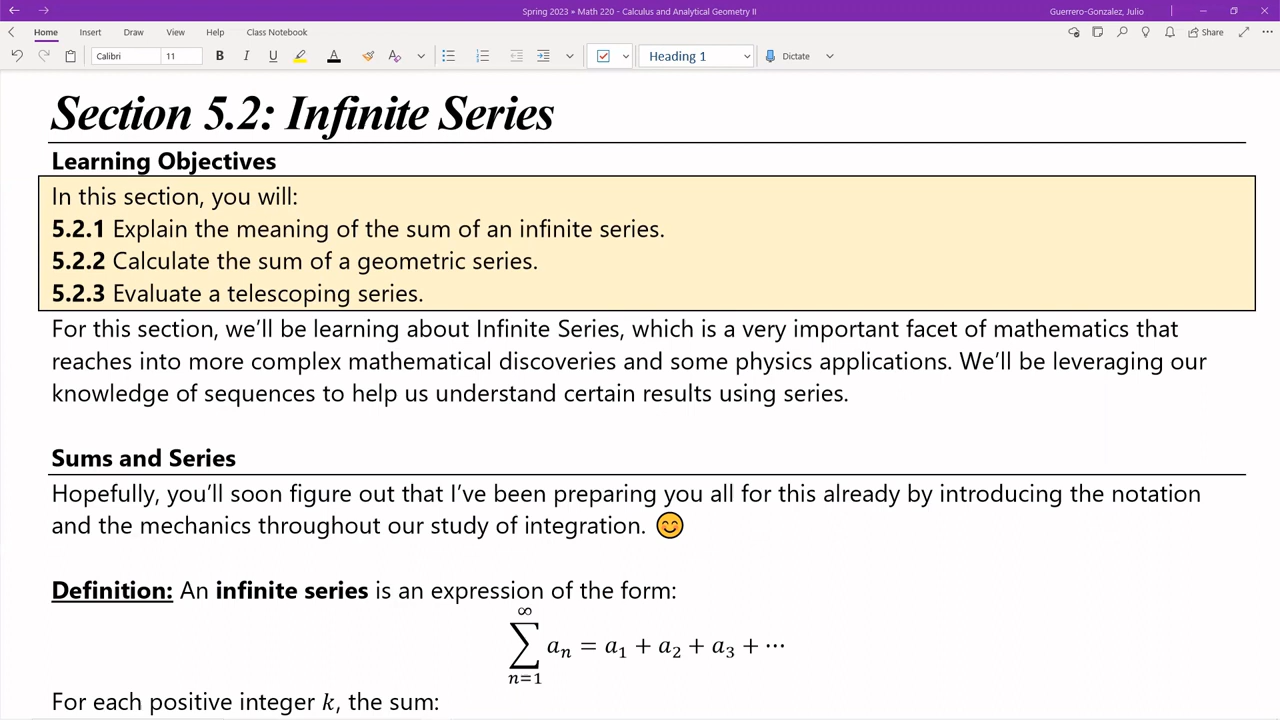 Spring 2023 » Math 220 - Calculus and Analytical Geometry II
Guerrero-Gonzalez, Julio
Home Insert Draw View Help Class Notebook
Share
Calibri 11 B I U A Heading 1 Dictate
Section 5.2: Infinite Series
Learning Objectives
In this section, you will:
5.2.1 Explain the meaning of the sum of an infinite series.
5.2.2 Calculate the sum of a geometric series.
5.2.3 Evaluate a telescoping series.
For this section, we'll be learning about Infinite Series, which is a very important facet of mathematics that
reaches into more complex mathematical discoveries and some physics applications. We'll be leveraging our
knowledge of sequences to help us understand certain results using series.
Sums and Series
Hopefully, you'll soon figure out that I've been preparing you all for this already by introducing the notation
and the mechanics throughout our study of integration. 😊
Definition: An infinite series is an expression of the form:
∞
∑ aₙ = a₁ + a₂ + a₃ + ⋯
n=1
For each positive integer k, the sum: